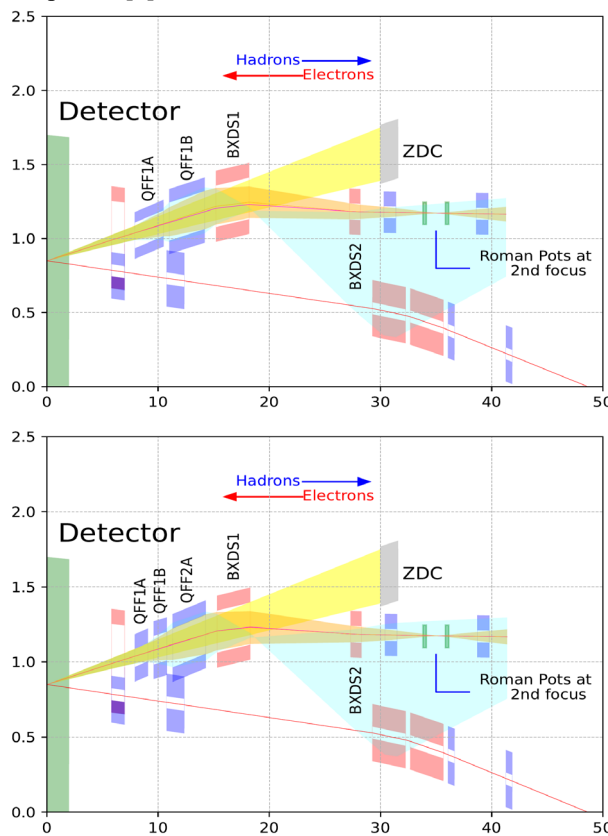 2.5
Hadrons
Electrons
2.0
Detector
QFF1A
QFF1B
BXDS1
ZDC
1.5
1.0
BXDS2
Roman Pots at
2nd focus
0.5
0.0
0 10 20 30 40 50
2.5
Hadrons
Electrons
2.0
Detector
QFF1A
QFF1B
QFF2A
BXDS1
ZDC
1.5
1.0
BXDS2
Roman Pots at
2nd focus
0.5
0.0
0 10 20 30 40 50